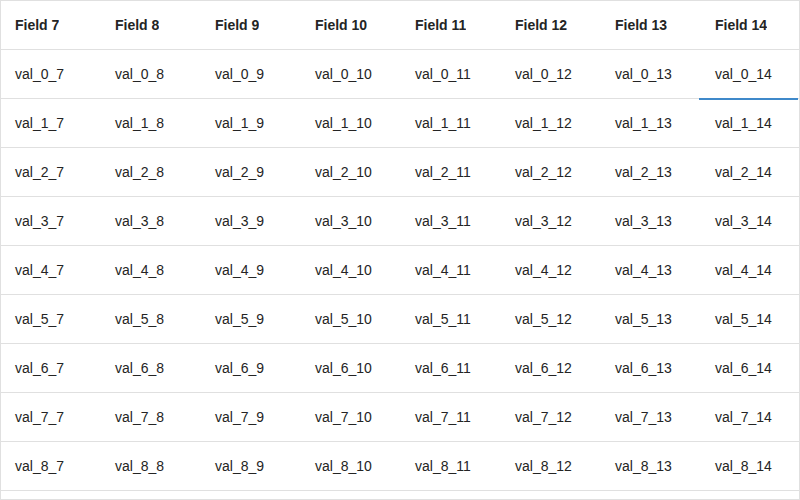 Field 7 Field 8 Field 9 Field 10 Field 11 Field 12 Field 13 Field 14
val_0_7 val_0_8 val_0_9 val_0_10 val_0_11 val_0_12 val_0_13 val_0_14
val_1_7 val_1_8 val_1_9 val_1_10 val_1_11 val_1_12 val_1_13 val_1_14
val_2_7 val_2_8 val_2_9 val_2_10 val_2_11 val_2_12 val_2_13 val_2_14
val_3_7 val_3_8 val_3_9 val_3_10 val_3_11 val_3_12 val_3_13 val_3_14
val_4_7 val_4_8 val_4_9 val_4_10 val_4_11 val_4_12 val_4_13 val_4_14
val_5_7 val_5_8 val_5_9 val_5_10 val_5_11 val_5_12 val_5_13 val_5_14
val_6_7 val_6_8 val_6_9 val_6_10 val_6_11 val_6_12 val_6_13 val_6_14
val_7_7 val_7_8 val_7_9 val_7_10 val_7_11 val_7_12 val_7_13 val_7_14
val_8_7 val_8_8 val_8_9 val_8_10 val_8_11 val_8_12 val_8_13 val_8_14